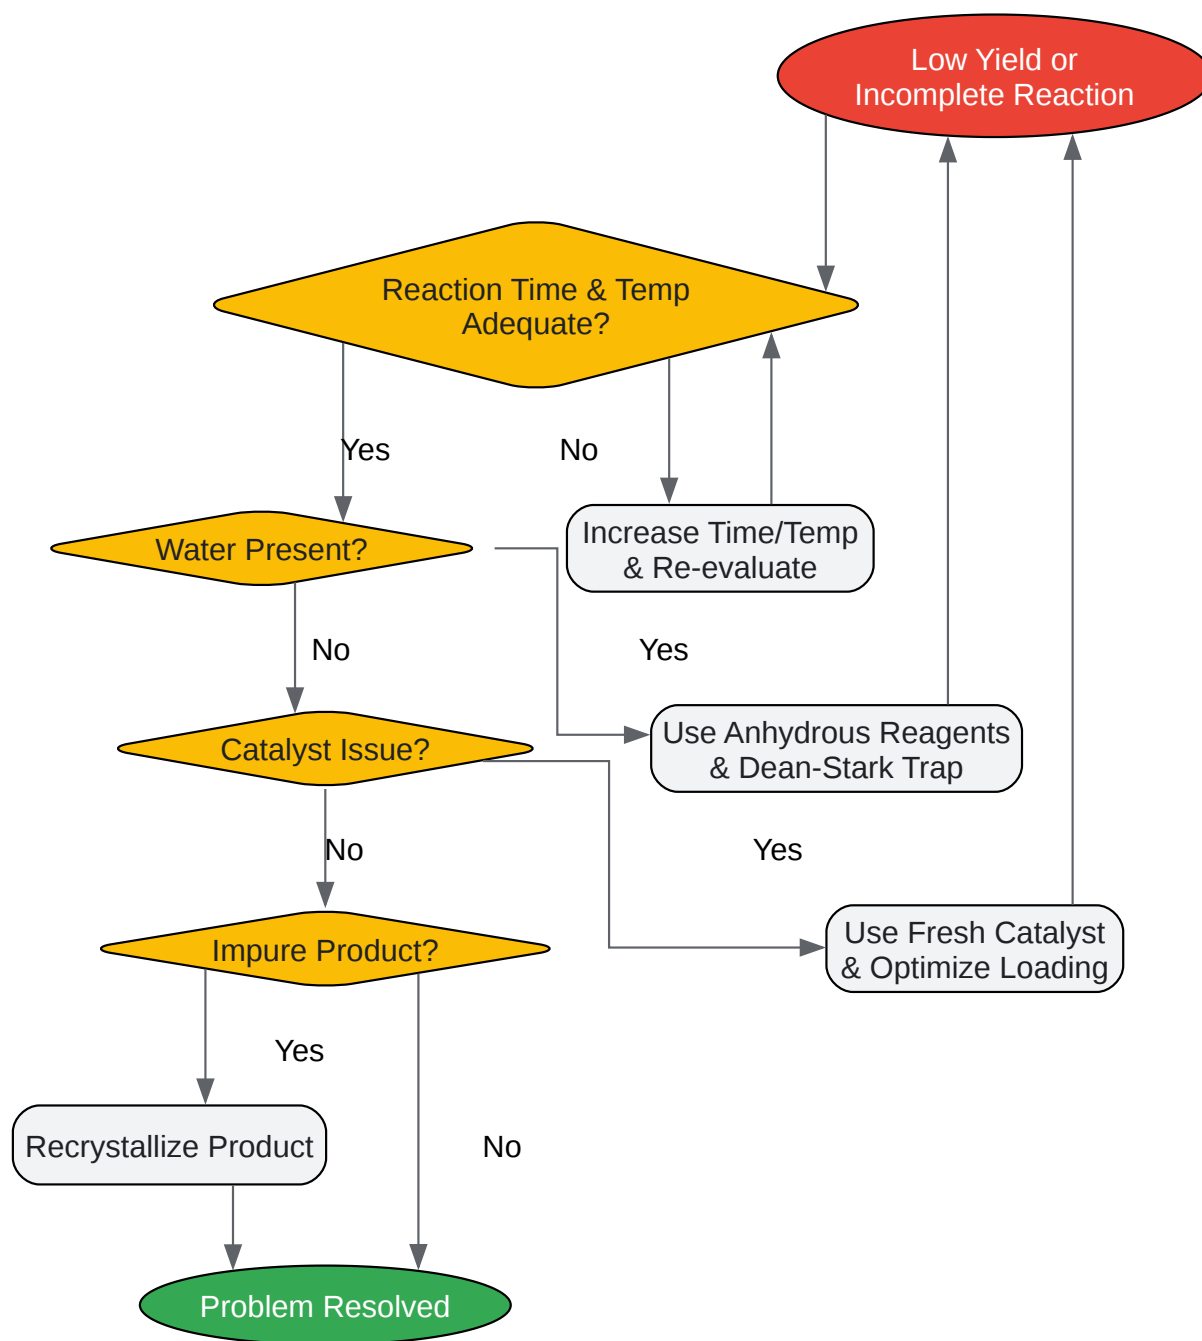 Low Yield or
Incomplete Reaction
Reaction Time & Temp
Adequate?
Yes
No
Increase Time/Temp
& Re-evaluate
Water Present?
No
Yes
Use Anhydrous Reagents
& Dean-Stark Trap
Catalyst Issue?
No
Yes
Use Fresh Catalyst
& Optimize Loading
Impure Product?
Yes
No
Recrystallize Product
Problem Resolved